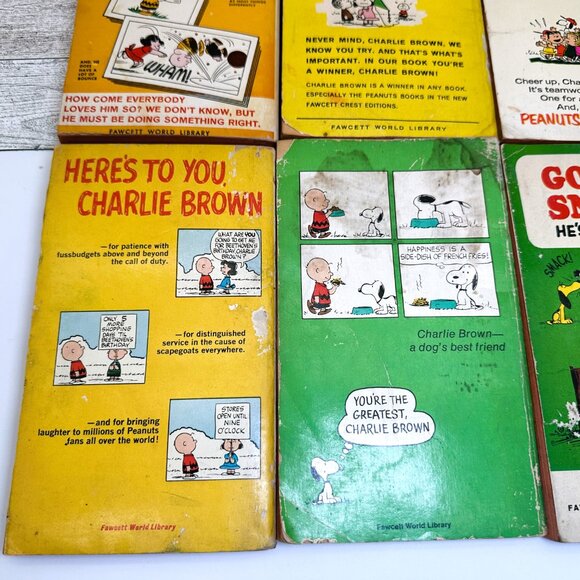 WHAM!
HOW COME EVERYBODY
LOVES HIM SO? WE DON'T KNOW, BUT
HE MUST BE DOING SOMETHING RIGHT.
FAWCETT WORLD LIBRARY
NEVER MIND, CHARLIE BROWN, WE
KNOW YOU TRY. AND THAT'S WHAT'S
IMPORTANT. IN OUR BOOK YOU'RE
A WINNER, CHARLIE BROWN!
CHARLIE BROWN IS A WINNER IN ANY BOOK.
ESPECIALLY THE PEANUTS BOOKS IN THE NEW
FAWCETT CREST EDITIONS.
FAWCETT WORLD LIBRARY
Cheer up, Cha
It's teamwo
One for
And,
PEANUTS
HERE'S TO YOU,
CHARLIE BROWN
—for patience with
fussbudgets above and beyond
the call of duty.
WHAT ARE YOU
GOING TO GET ME
FOR BEETHOVEN'S
BIRTHDAY, CHARLIE
BROWN?
ONLY 5
MORE
SHOPPING
DAYS TIL
BEETHOVEN'S
BIRTHDAY
—for distinguished
service in the cause of
scapegoats everywhere.
—and for bringing
laughter to millions of Peanuts
fans all over the world!
STORES
OPEN UNTIL
NINE
O'CLOCK
Fawcett World Library
HAPPINESS IS A
SIDE-DISH OF FRENCH FRIES!
Charlie Brown—
a dog's best friend
YOU'RE THE
GREATEST,
CHARLIE BROWN
Fawcett World Library
GO
SN
HE'S
SMACK!
FA